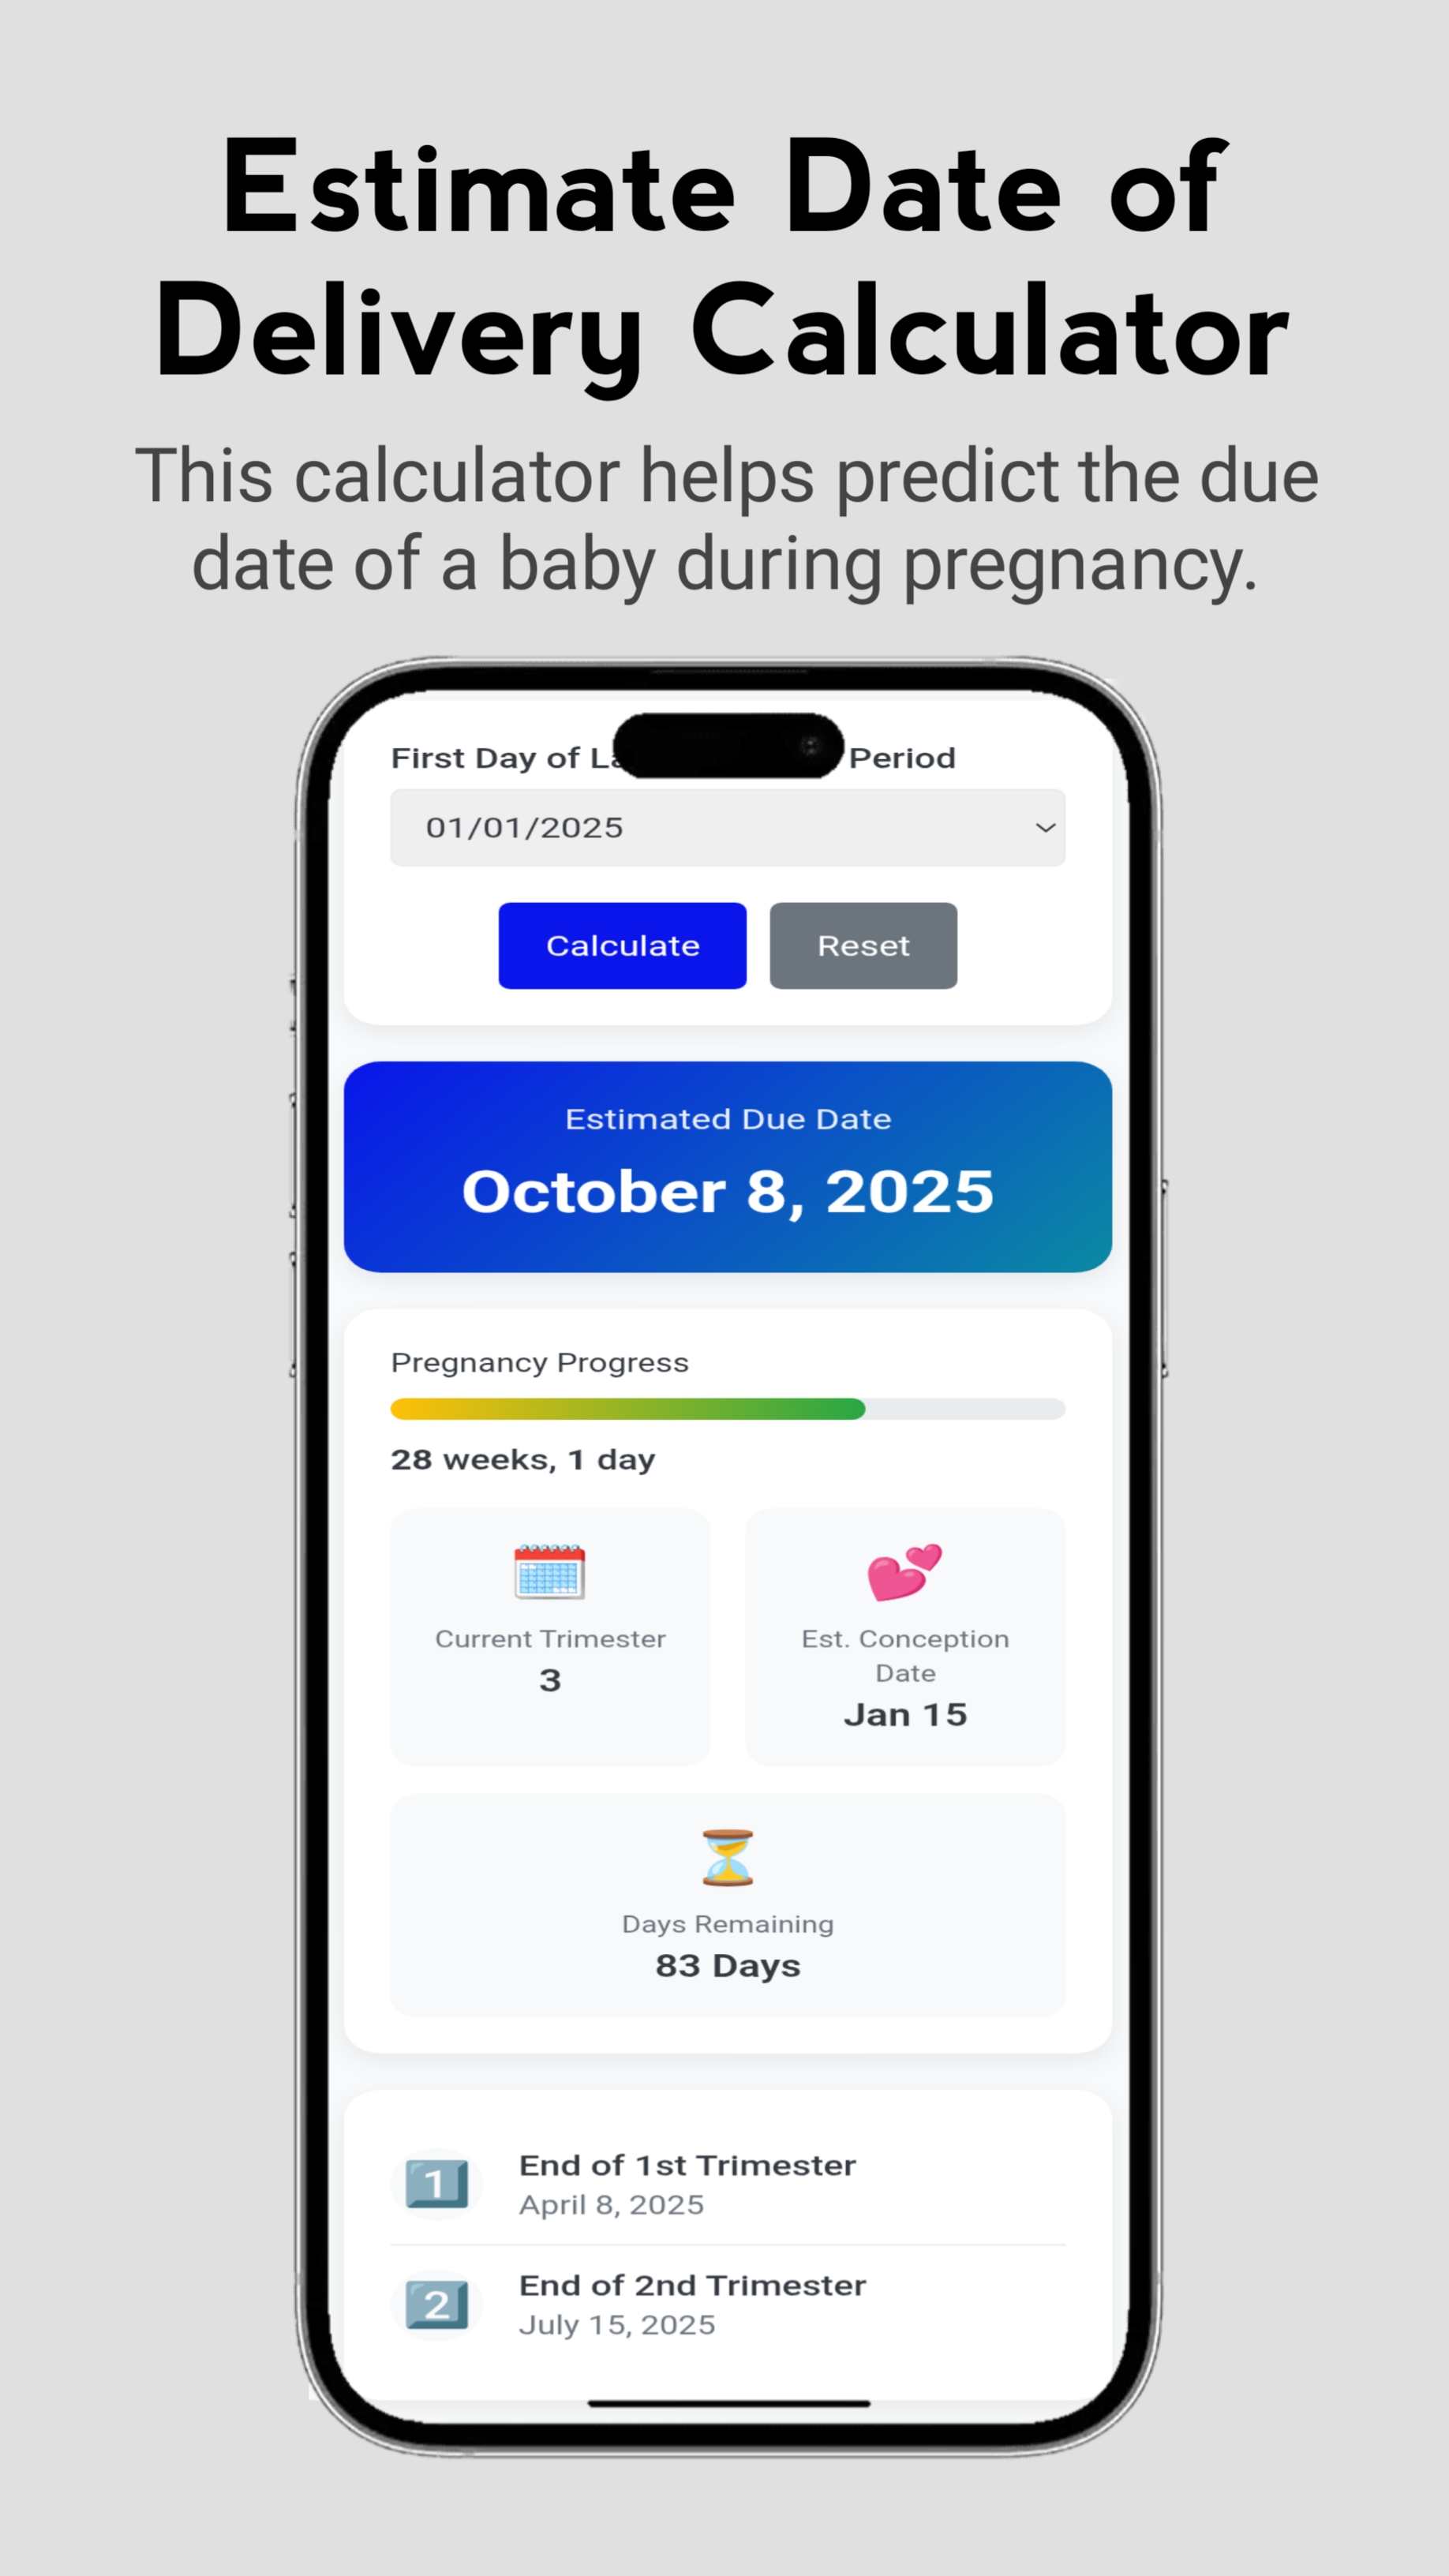 Estimate Date of
Delivery Calculator
This calculator helps predict the due
date of a baby during pregnancy.
First Day of Period
01/01/2025
Calculate Reset
Estimated Due Date
October 8, 2025
Pregnancy Progress
28 weeks, 1 day
Current Trimester
3
Est. Conception
Date
Jan 15
Days Remaining
83 Days
1
End of 1st Trimester
April 8, 2025
2
End of 2nd Trimester
July 15, 2025